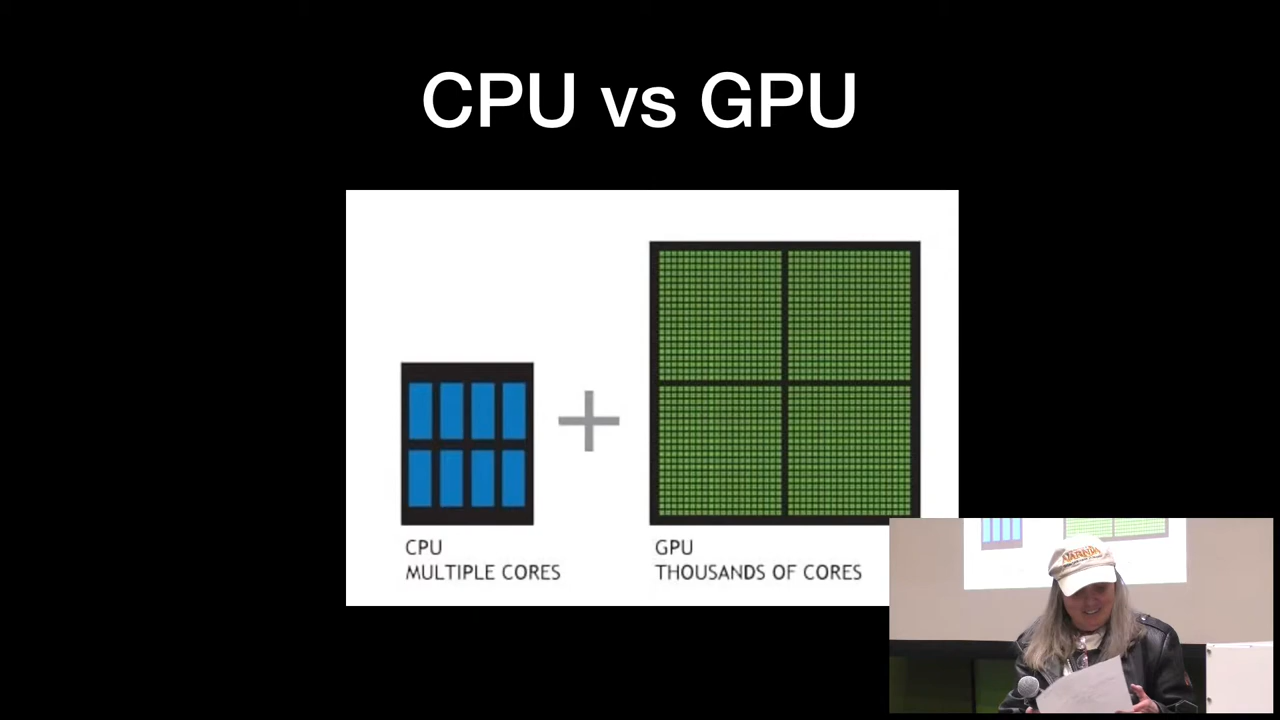 CPU vs GPU
CPU
MULTIPLE CORES
GPU
THOUSANDS OF CORES